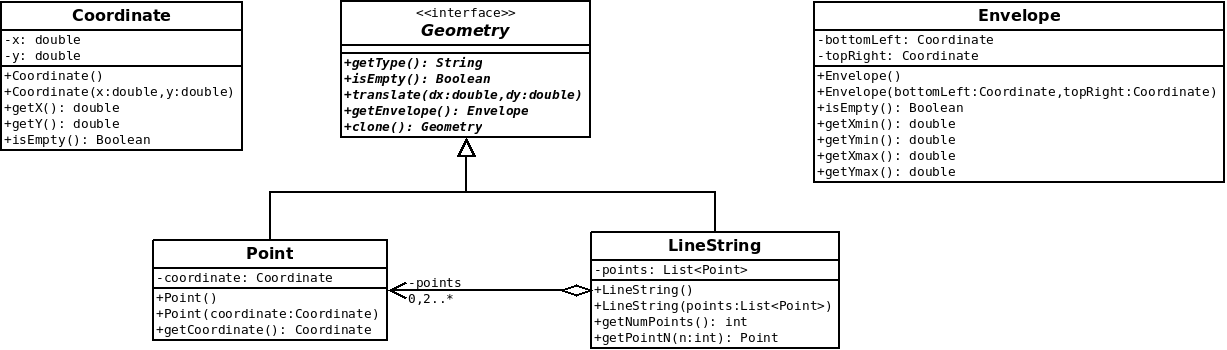 Coordinate
-x: double
-y: double
+Coordinate()
+Coordinate(x:double,y:double)
+getX(): double
+getY(): double
+isEmpty(): Boolean
<<interface>>
Geometry
+getType(): String
+isEmpty(): Boolean
+translate(dx:double,dy:double)
+getEnvelope(): Envelope
+clone(): Geometry
Envelope
-bottomLeft: Coordinate
-topRight: Coordinate
+Envelope()
+Envelope(bottomLeft:Coordinate,topRight:Coordinate)
+isEmpty(): Boolean
+getXmin(): double
+getYmin(): double
+getXmax(): double
+getYmax(): double
Point
-coordinate: Coordinate
+Point()
+Point(coordinate:Coordinate)
+getCoordinate(): Coordinate
-points
0,2..*
LineString
-points: List<Point>
+LineString()
+LineString(points:List<Point>)
+getNumPoints(): int
+getPointN(n:int): Point